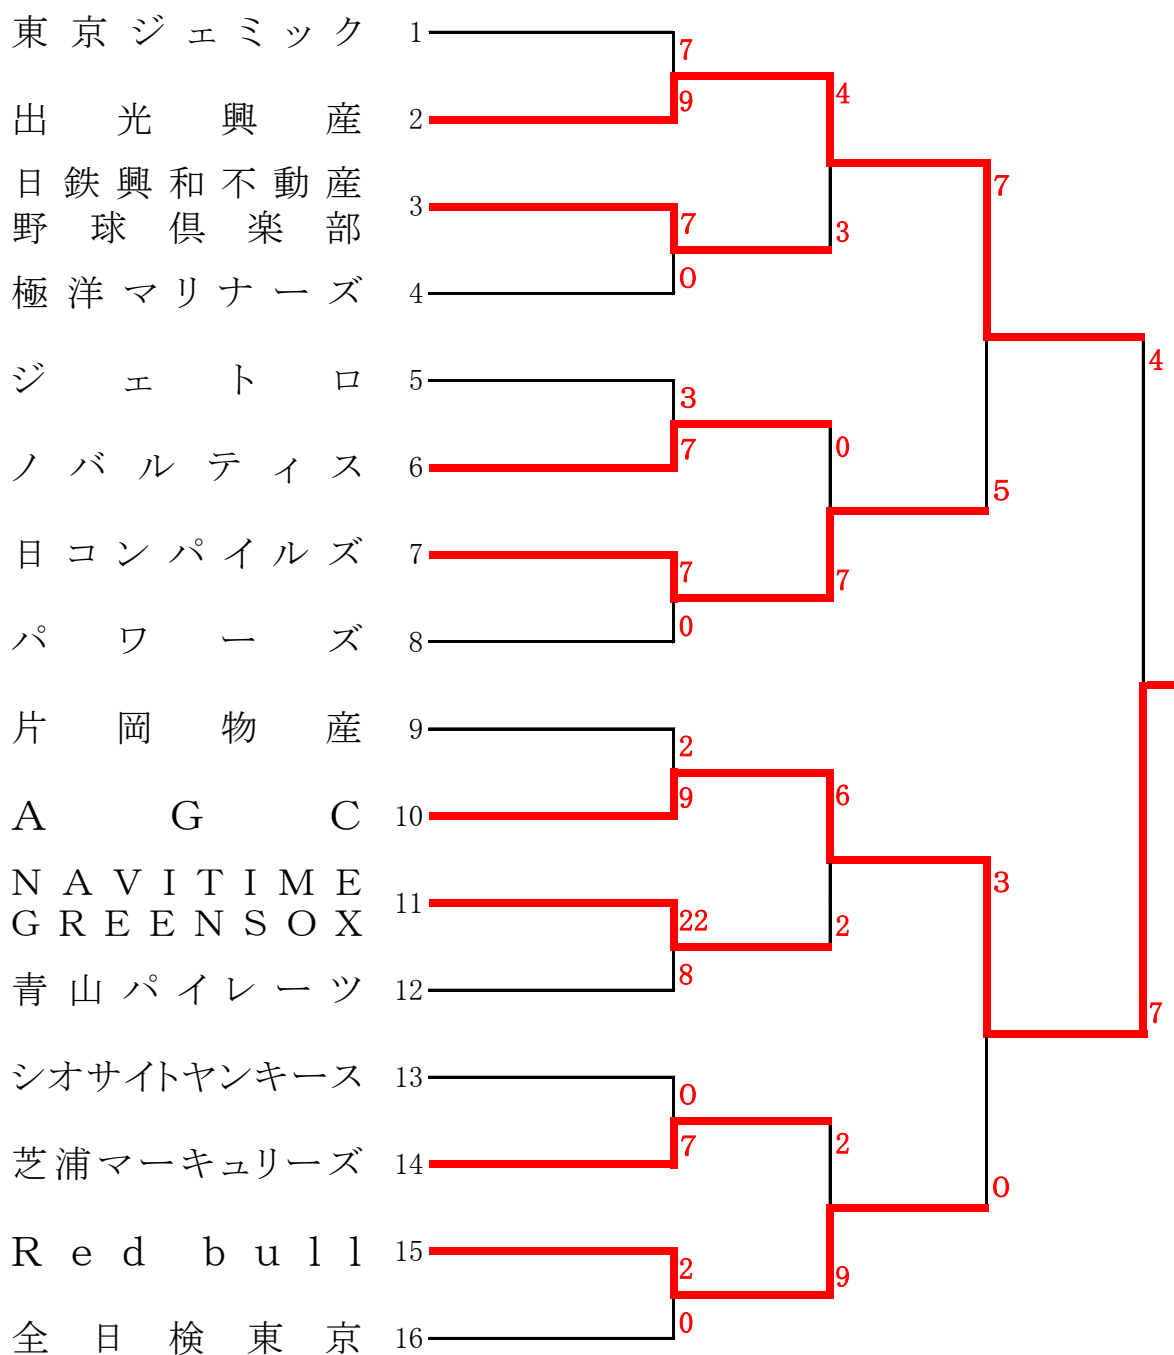 東京ジェミック 1
7
4
9
出光興産 2
7
日鉄興和不動産
野球倶楽部 3
7
3
0
極洋マリナーズ 4
4
ジェトロ 5
3
0
7
ノバルティス 6
5
日コンパイルズ 7
7
7
0
パワーズ 8
片岡物産 9
2
6
9
AGC 10
3
NAVITIME
GREENSOX 11
22
2
8
青山パイレーツ 12
7
シオサイトヤンキース 13
0
2
7
芝浦マーキュリーズ 14
0
Red bull 15
2
9
0
全日検東京 16